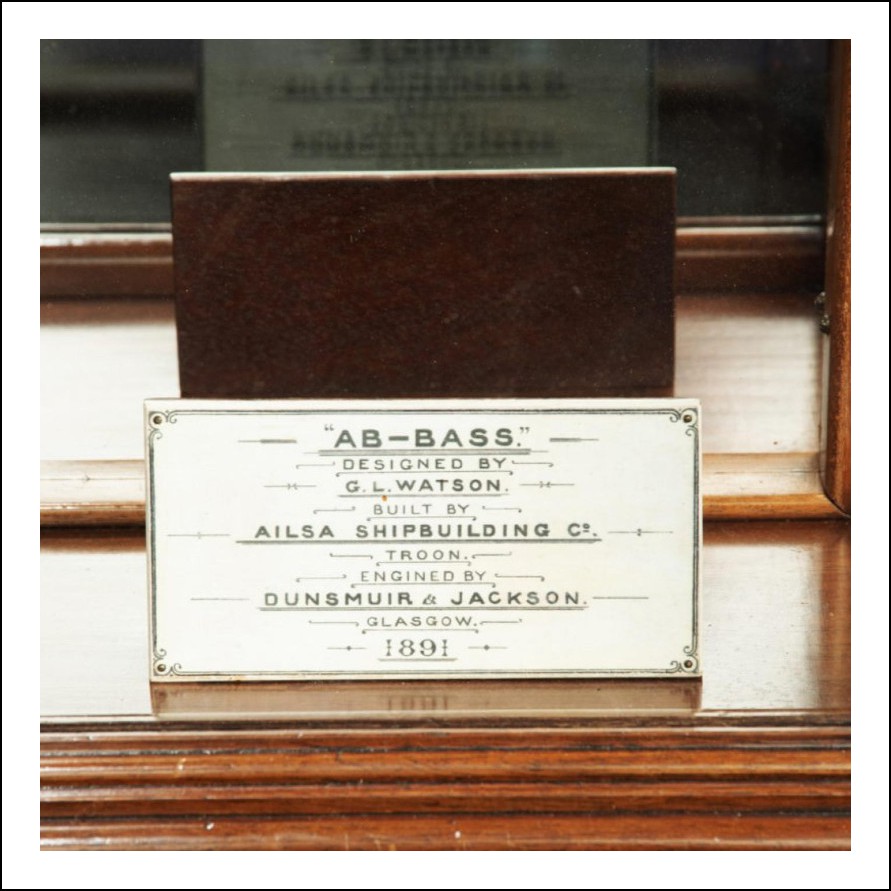 "AB–BASS."
DESIGNED BY
G. L. WATSON.
BUILT BY
AILSA SHIPBUILDING Cº.
TROON.
ENGINED BY
DUNSMUIR & JACKSON.
GLASGOW.
1891